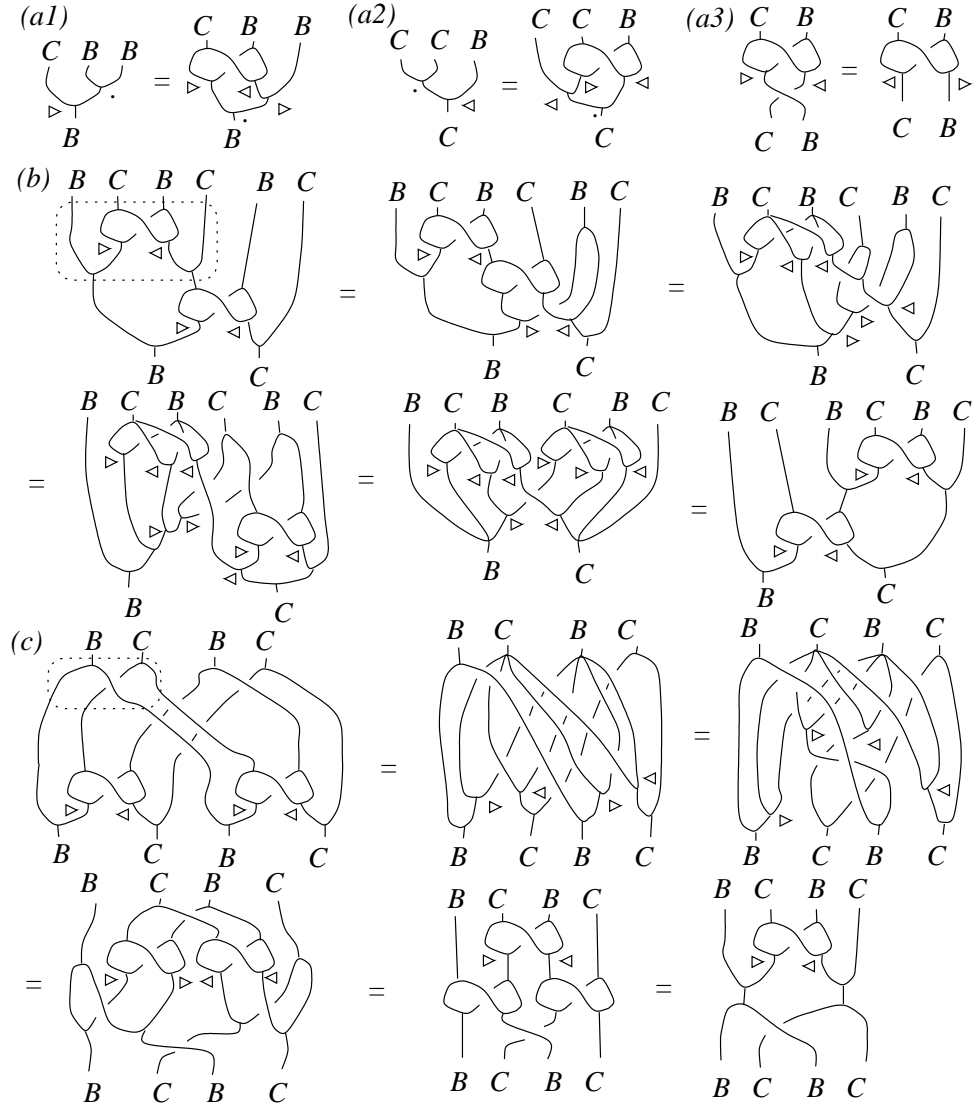 (a1) (a2) (a3)
C B B = C B B
B B
C C B = C C B
C C
C B = C B
C B C B
(b) B C B C B C = B C B C B C = B C B C B C
B C B C B C
= B C B C B C = B C B C B C = B C B C B C
B C B C B C
(c) B C B C = B C B C = B C B C
B C B C B C B C B C B C
= B C B C = B C B C = B C B C
B C B C B C B C B C B C